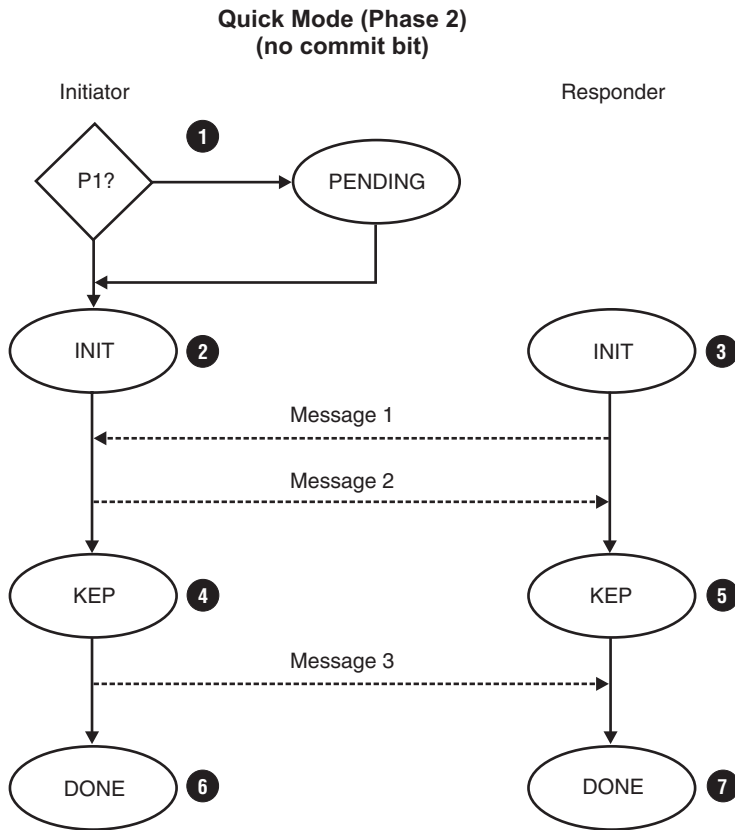 Quick Mode (Phase 2)
(no commit bit)
Initiator
Responder
1
P1?
PENDING
INIT
2
INIT
3
Message 1
Message 2
KEP
4
KEP
5
Message 3
DONE
6
DONE
7